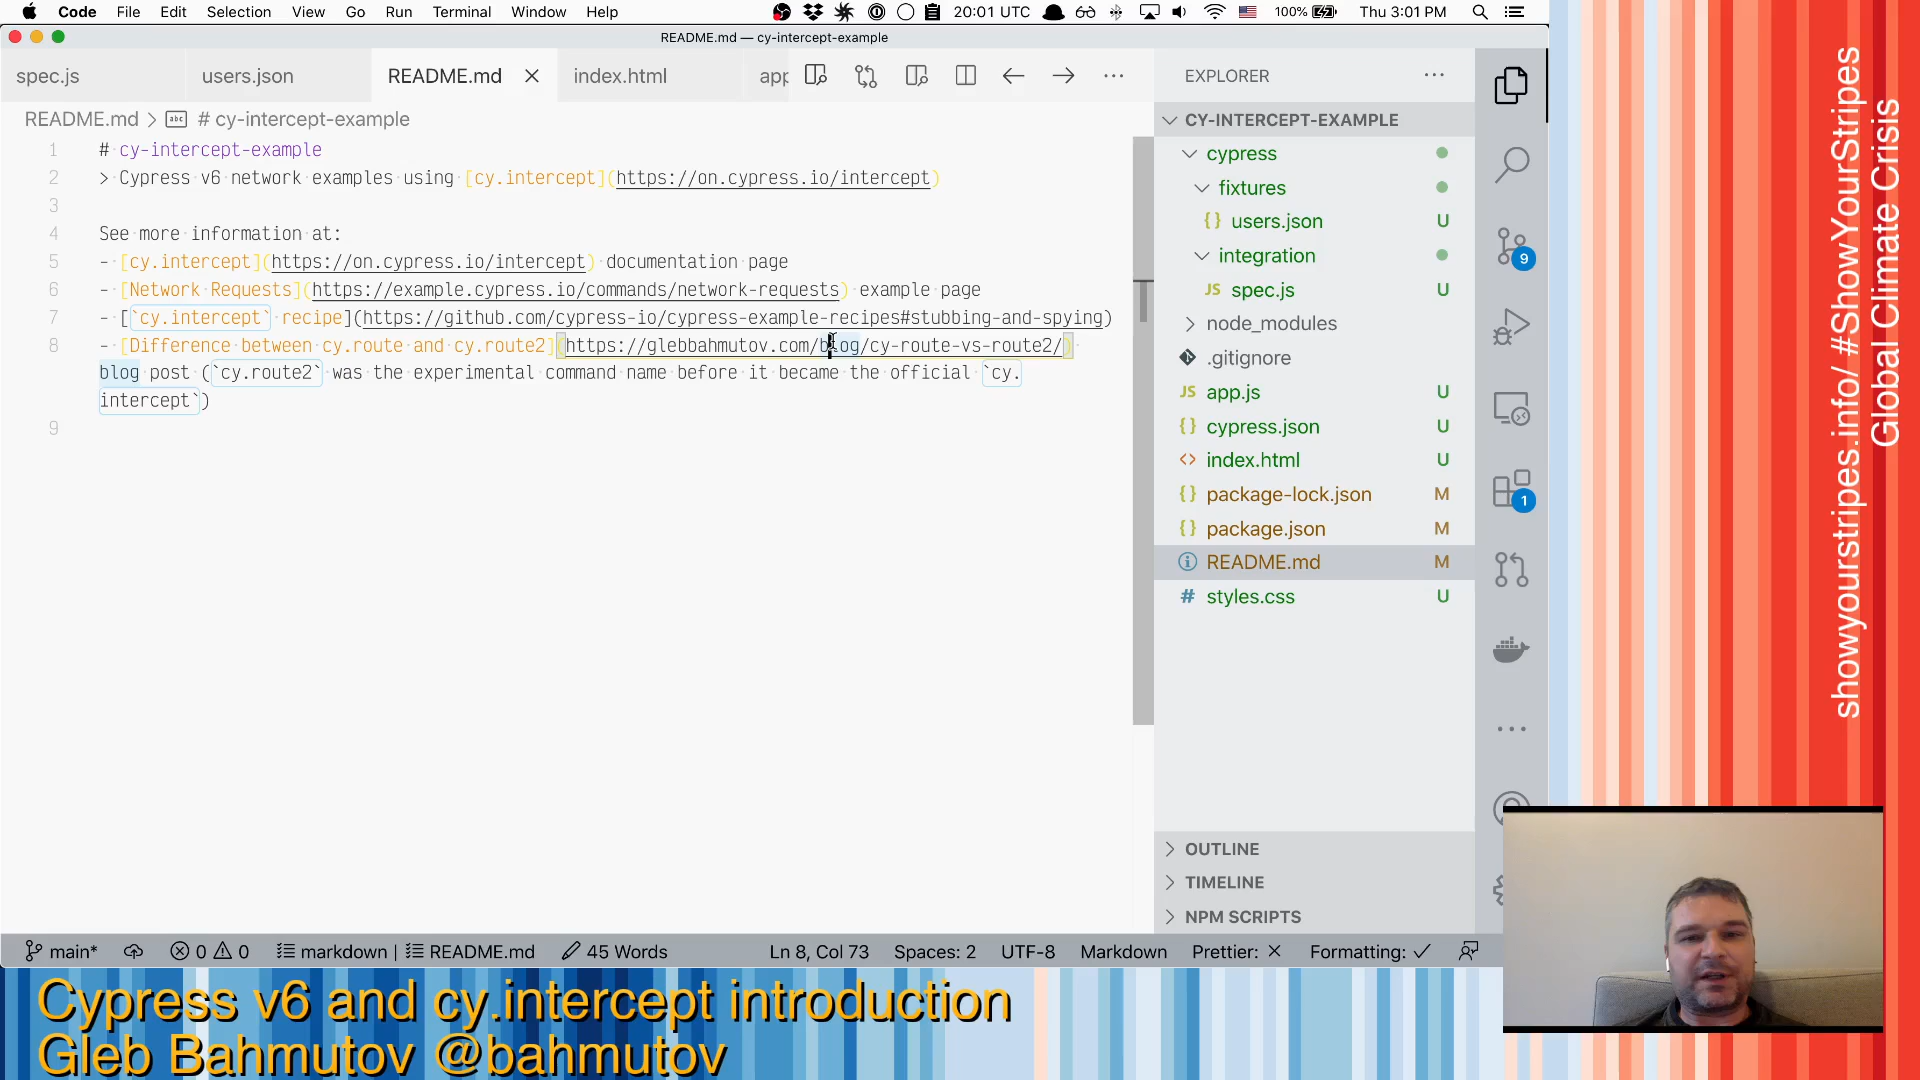 Code File Edit Selection View Go Run Terminal Window Help 20:01 UTC 100% Thu 3:01 PM
README.md — cy-intercept-example
spec.js users.json README.md index.html app
EXPLORER
README.md > # cy-intercept-example
CY-INTERCEPT-EXAMPLE
1 # cy-intercept-example
2 > Cypress v6 network examples using [cy.intercept](https://on.cypress.io/intercept)
3
4 See more information at:
5 - [cy.intercept](https://on.cypress.io/intercept) documentation page
6 - [Network Requests](https://example.cypress.io/commands/network-requests) example page
7 - [`cy.intercept` recipe](https://github.com/cypress-io/cypress-example-recipes#stubbing-and-spying)
8 - [Difference between cy.route and cy.route2](https://glebbahmutov.com/blog/cy-route-vs-route2/)
blog post (`cy.route2` was the experimental command name before it became the official `cy.
intercept`)
9
cypress
fixtures
{} users.json U
integration
JS spec.js U
node_modules
.gitignore
JS app.js U
{} cypress.json U
<> index.html U
{} package-lock.json M
{} package.json M
README.md M
# styles.css U
9
1
OUTLINE
TIMELINE
NPM SCRIPTS
main* 0 0 markdown | README.md 45 Words Ln 8, Col 73 Spaces: 2 UTF-8 Markdown Prettier: × Formatting: ✓
showyourstripes.info/ #ShowYourStripes
Global Climate Crisis
Cypress v6 and cy.intercept introduction
Gleb Bahmutov @bahmutov